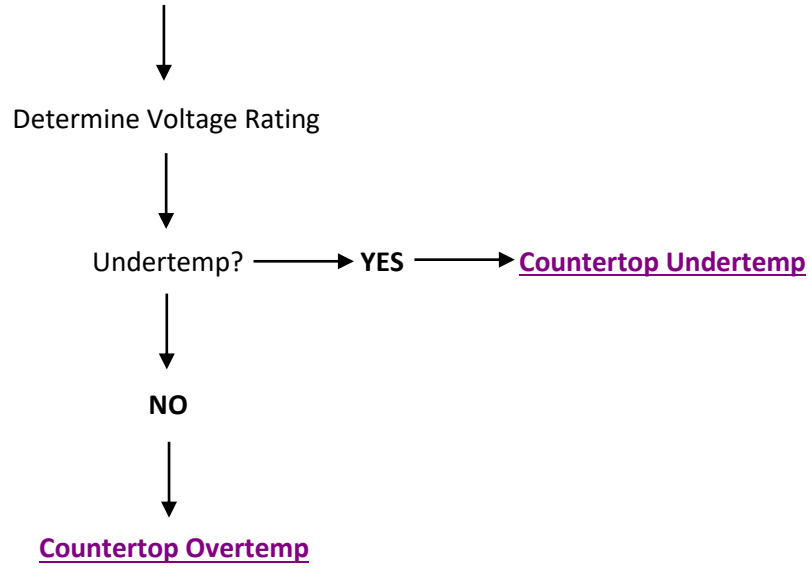 Determine Voltage Rating
Undertemp? YES Countertop Undertemp
NO
Countertop Overtemp